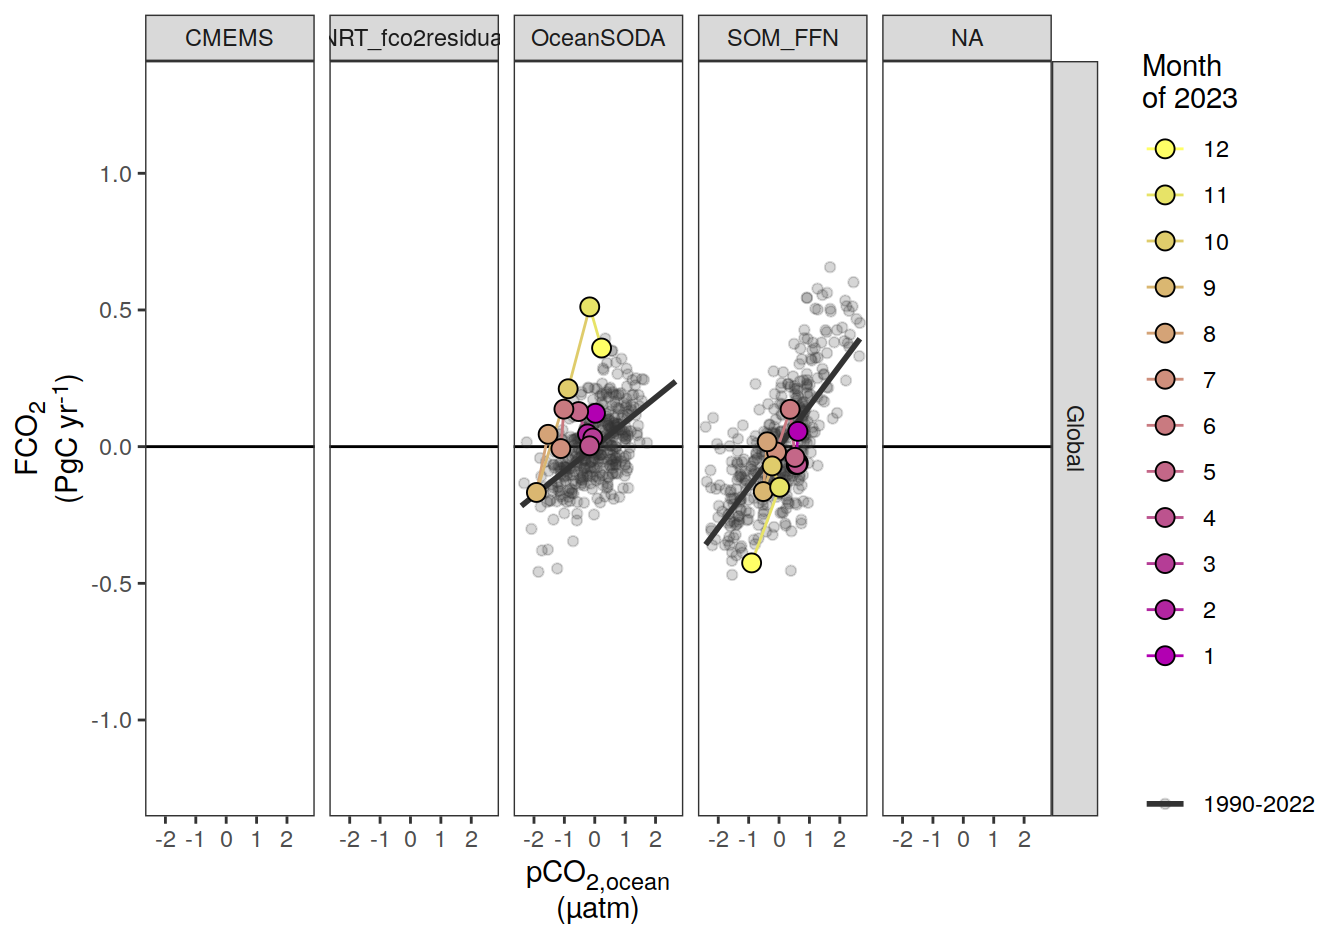 CMEMS
NRT_fco2residua
OceanSODA
SOM_FFN
NA
Global
FCO2
(PgC yr-1)
1.0
0.5
0.0
-0.5
-1.0
-2 -1 0 1 2
-2 -1 0 1 2
-2 -1 0 1 2
-2 -1 0 1 2
-2 -1 0 1 2
pCO2,ocean
(µatm)
Month
of 2023
12
11
10
9
8
7
6
5
4
3
2
1
1990-2022